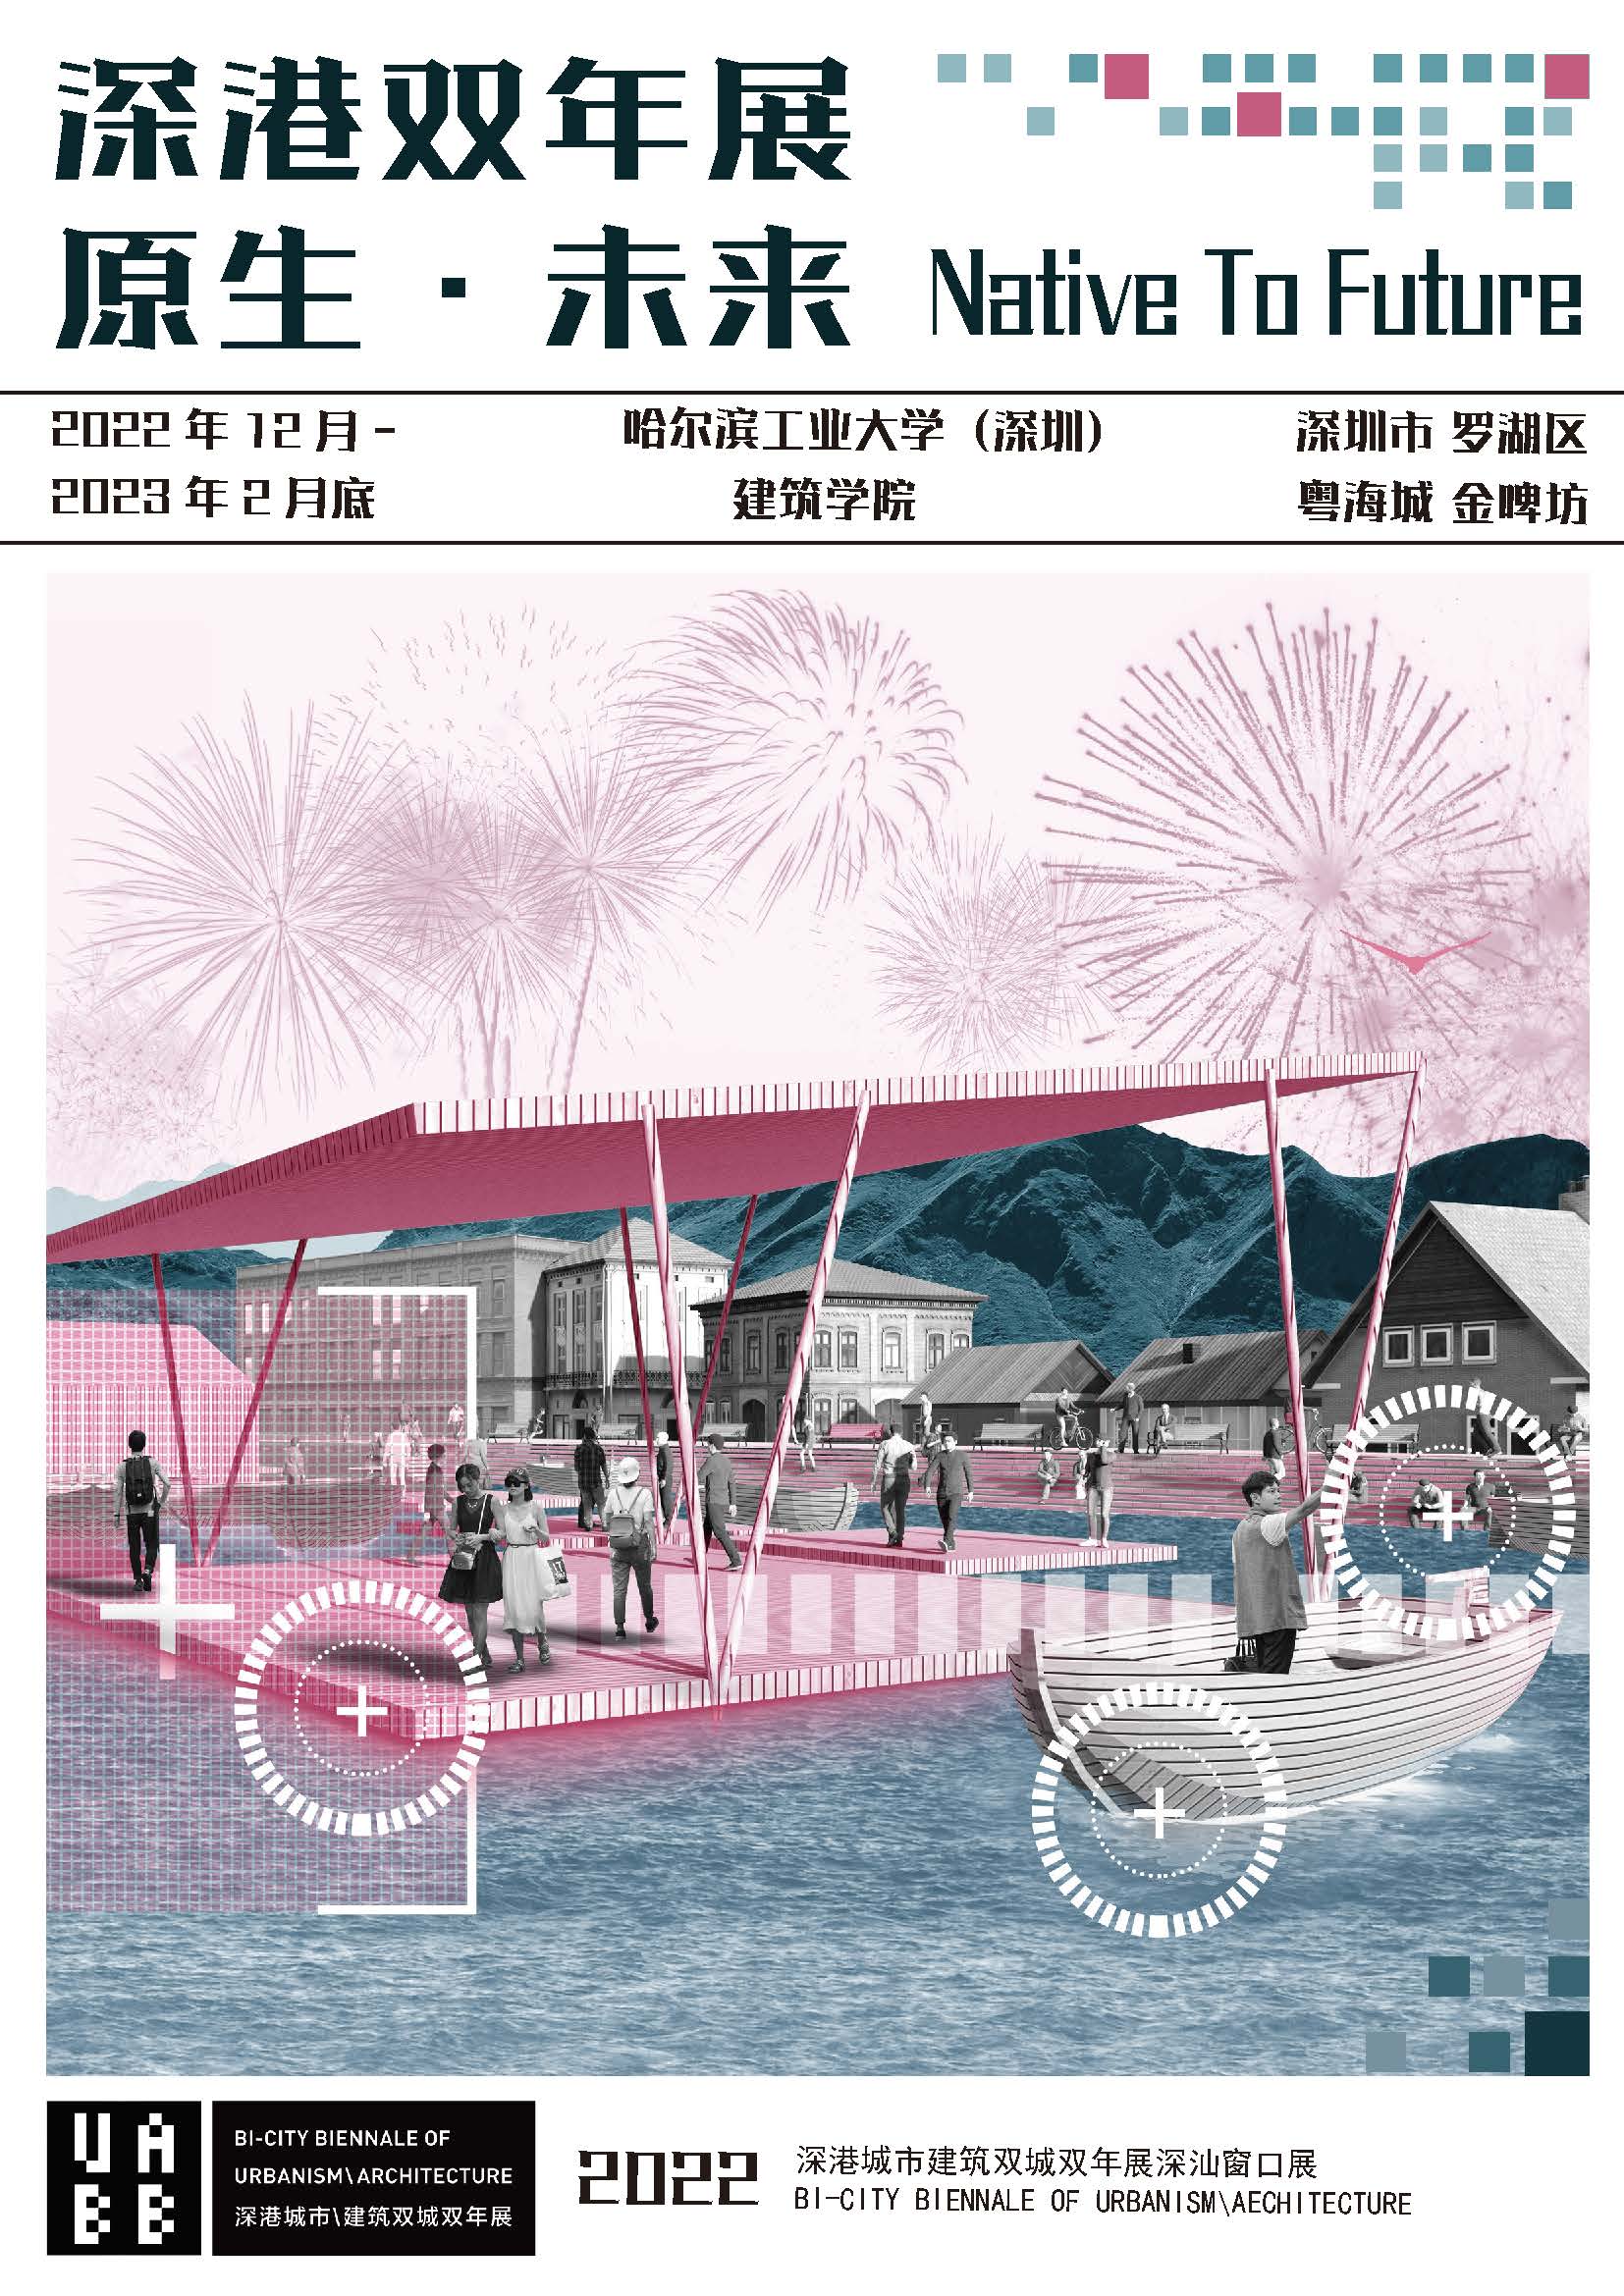 深港双年展
原生·未来 Native To Future
2022 年 12 月 -
2023 年 2 月底
哈尔滨工业大学（深圳）
建筑学院
深圳市 罗湖区
粤海城 金啤坊
UA
BB
BI-CITY BIENNALE OF
URBANISM\ARCHITECTURE
深港城市\建筑双城双年展
2022
深港城市建筑双城双年展深汕窗口展
BI-CITY BIENNALE OF URBANISM\AECHITECTURE